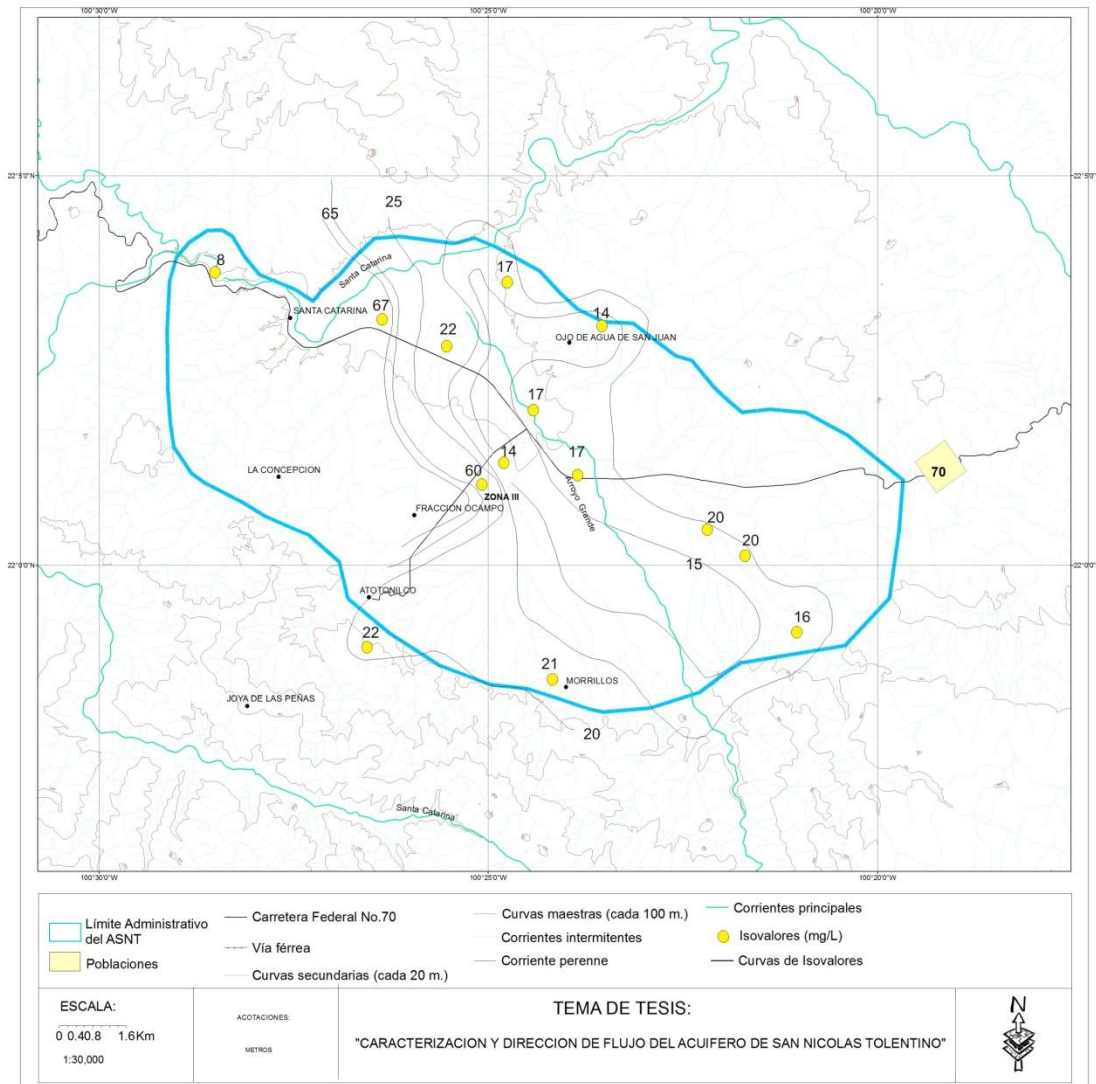 100°30'0"W
100°25'0"W
100°20'0"W
22°5'0"N
22°5'0"N
65
25
8
Santa Catarina
17
SANTA CATARINA
67
14
22
OJO DE AGUA DE SAN JUAN
17
14
17
LA CONCEPCION
60
70
ZONA III
FRACCION OCAMPO
Arroyo Grande
20
20
15
22°0'0"N
22°0'0"N
ATOTONILCO
16
22
21
MORRILLOS
JOYA DE LAS PEÑAS
20
Santa Catarina
100°30'0"W
100°25'0"W
100°20'0"W
Límite Administrativo
del ASNT
Poblaciones
Carretera Federal No.70
Vía férrea
Curvas secundarias (cada 20 m.)
Curvas maestras (cada 100 m.)
Corrientes intermitentes
Corriente perenne
Corrientes principales
Isovalores (mg/L)
Curvas de Isovalores
ESCALA:
0 0.40.8 1.6Km
1:30,000
ACOTACIONES:
METROS
TEMA DE TESIS:
"CARACTERIZACION Y DIRECCION DE FLUJO DEL ACUIFERO DE SAN NICOLAS TOLENTINO"
N